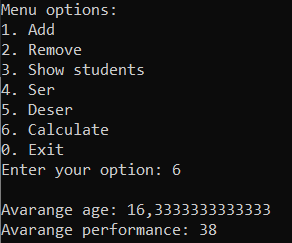 Menu options:
1. Add
2. Remove
3. Show students
4. Ser
5. Deser
6. Calculate
0. Exit
Enter your option: 6
Avarange age: 16,3333333333333
Avarange performance: 38